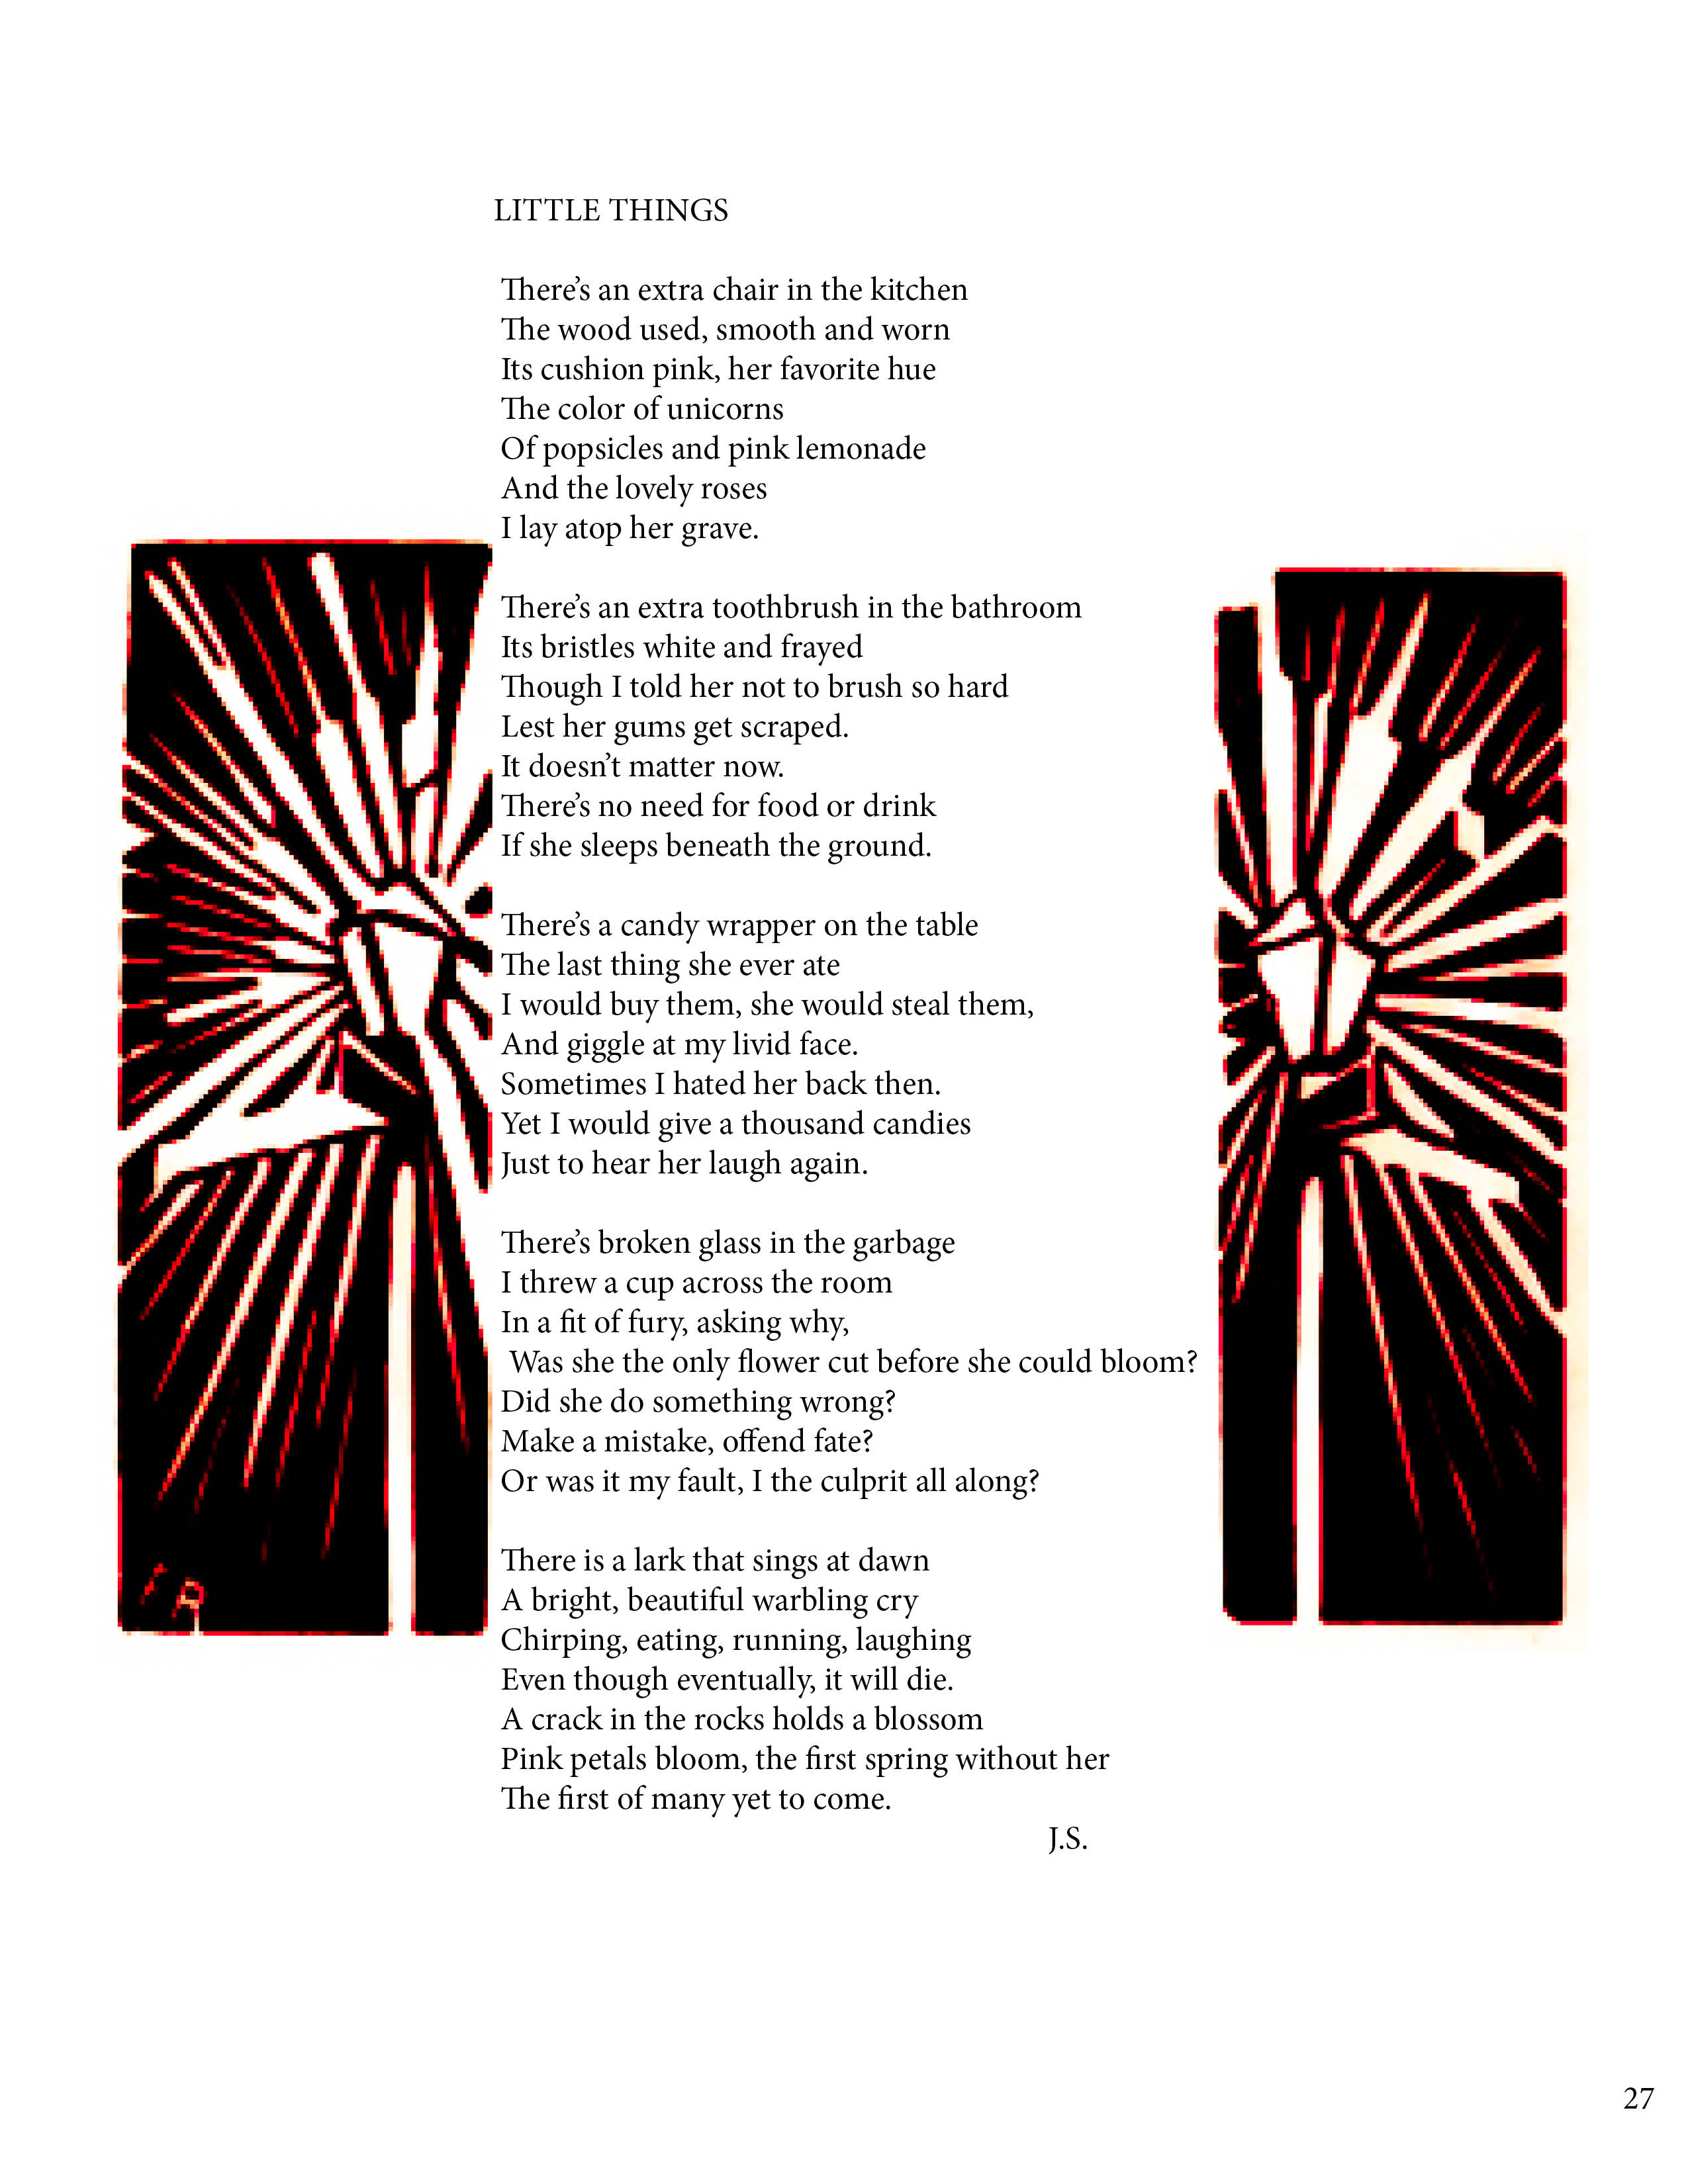 LITTLE THINGS
There’s an extra chair in the kitchen
The wood used, smooth and worn
Its cushion pink, her favorite hue
The color of unicorns
Of popsicles and pink lemonade
And the lovely roses
I lay atop her grave.
There’s an extra toothbrush in the bathroom
Its bristles white and frayed
Though I told her not to brush so hard
Lest her gums get scraped.
It doesn’t matter now.
There’s no need for food or drink
If she sleeps beneath the ground.
There’s a candy wrapper on the table
The last thing she ever ate
I would buy them, she would steal them,
And giggle at my livid face.
Sometimes I hated her back then.
Yet I would give a thousand candies
Just to hear her laugh again.
There’s broken glass in the garbage
I threw a cup across the room
In a fit of fury, asking why,
Was she the only flower cut before she could bloom?
Did she do something wrong?
Make a mistake, offend fate?
Or was it my fault, I the culprit all along?
There is a lark that sings at dawn
A bright, beautiful warbling cry
Chirping, eating, running, laughing
Even though eventually, it will die.
A crack in the rocks holds a blossom
Pink petals bloom, the first spring without her
The first of many yet to come.
J.S.
27